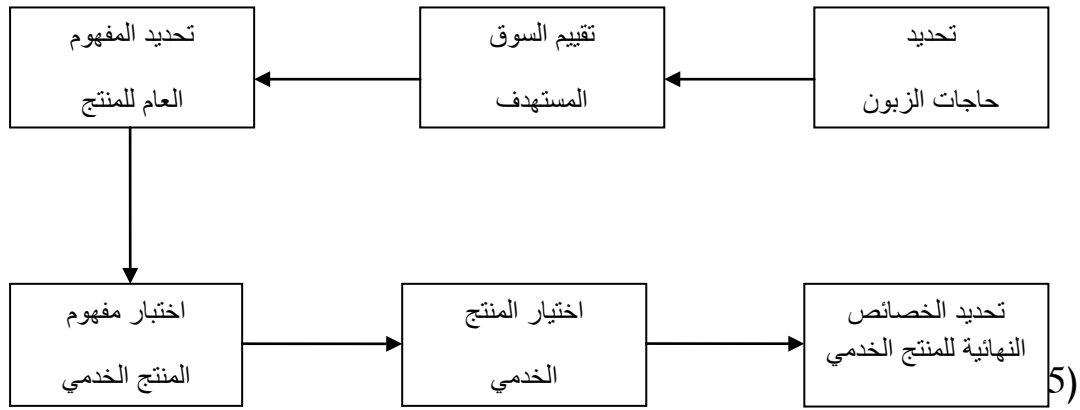 تحديد
حاجات الزبون
تقييم السوق
المستهدف
تحديد المفهوم
العام للمنتج
اختبار مفهوم
المنتج الخدمي
اختيار المنتج
الخدمي
تحديد الخصائص
النهائية للمنتج الخدمي
5)